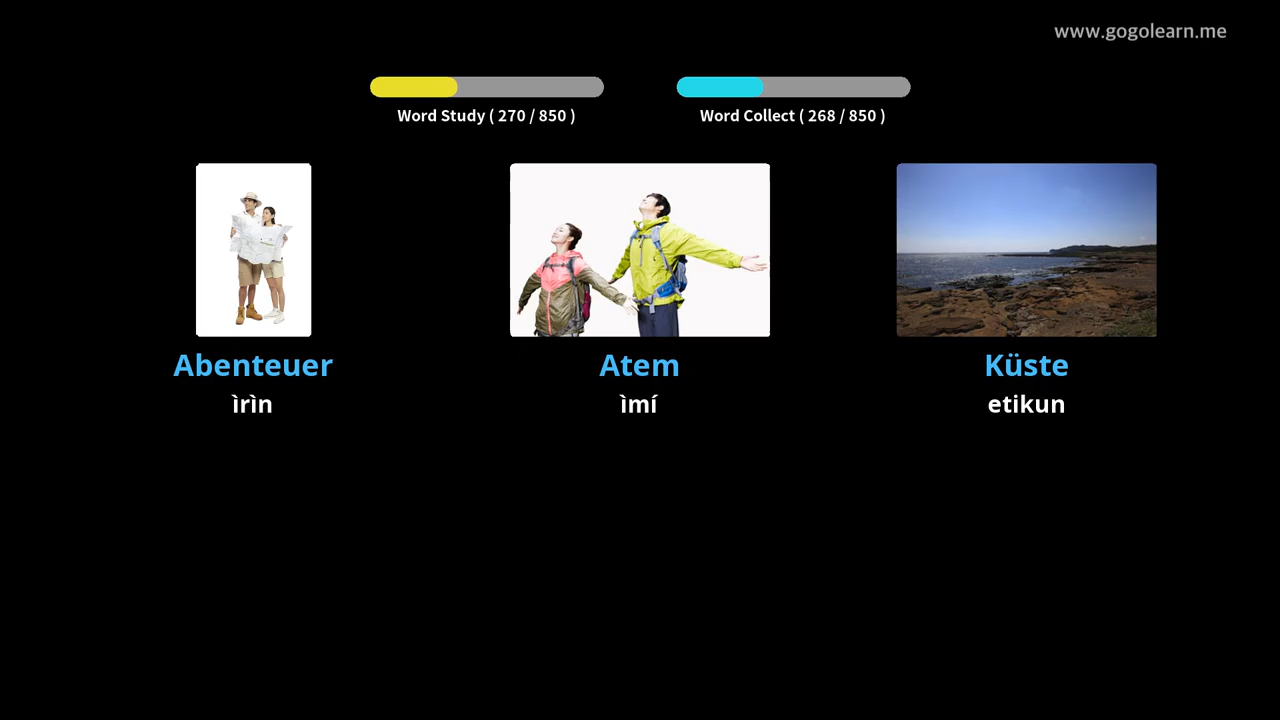 www.gogolearn.me
Word Study ( 270 / 850 )
Word Collect ( 268 / 850 )
Abenteuer
ìrìn
Atem
ìmí
Küste
etikun